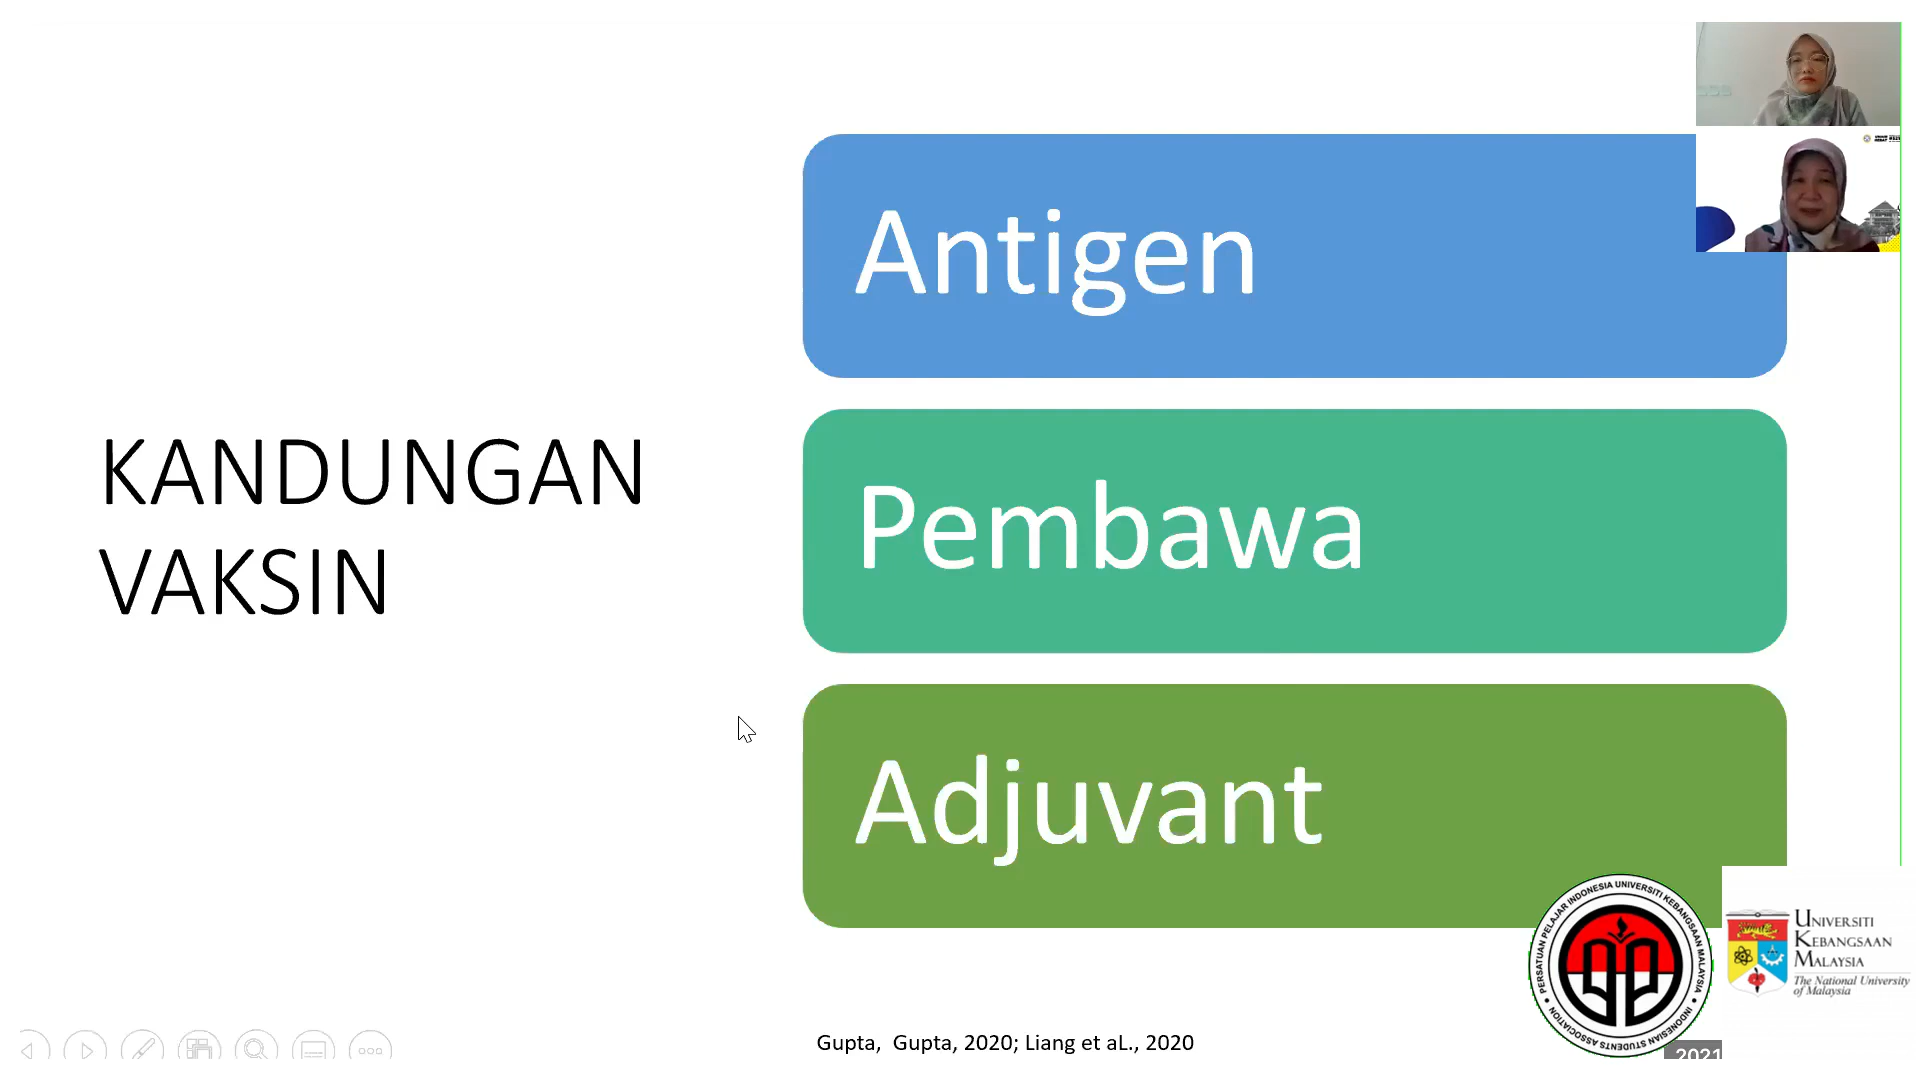 KANDUNGAN
VAKSIN
Antigen
Pembawa
Adjuvant
Gupta, Gupta, 2020; Liang et aL., 2020
PERSATUAN PELAJAR INDONESIA UNIVERSITI KEBANGSAAN MALAYSIA
INDONESIAN STUDENTS ASSOCIATION
UNIVERSITI
KEBANGSAAN
MALAYSIA
The National University
of Malaysia
2021